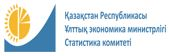 Қазақстан Республикасы
Ұлттық экономика министрлігі
Статистика комитеті